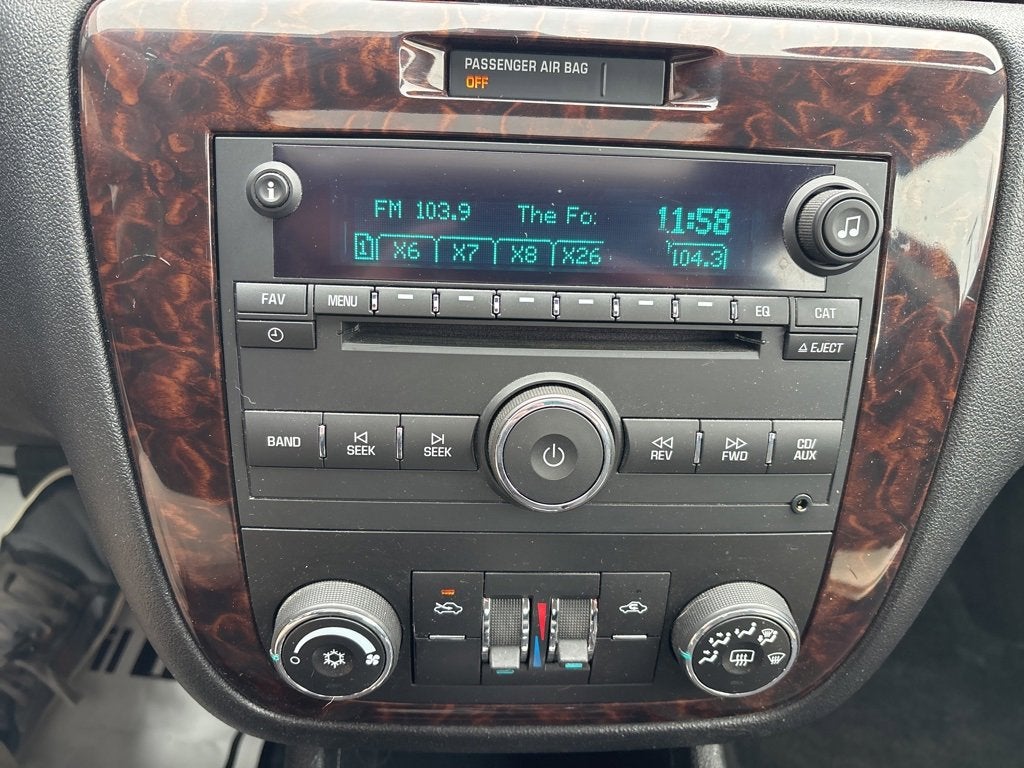 PASSENGER AIR BAG
OFF
i
FM 103.9 The Fo: 11:58
1 X6 X7 X8 X26 104.3
FAV MENU EQ CAT
EJECT
BAND SEEK SEEK REV FWD CD/
AUX